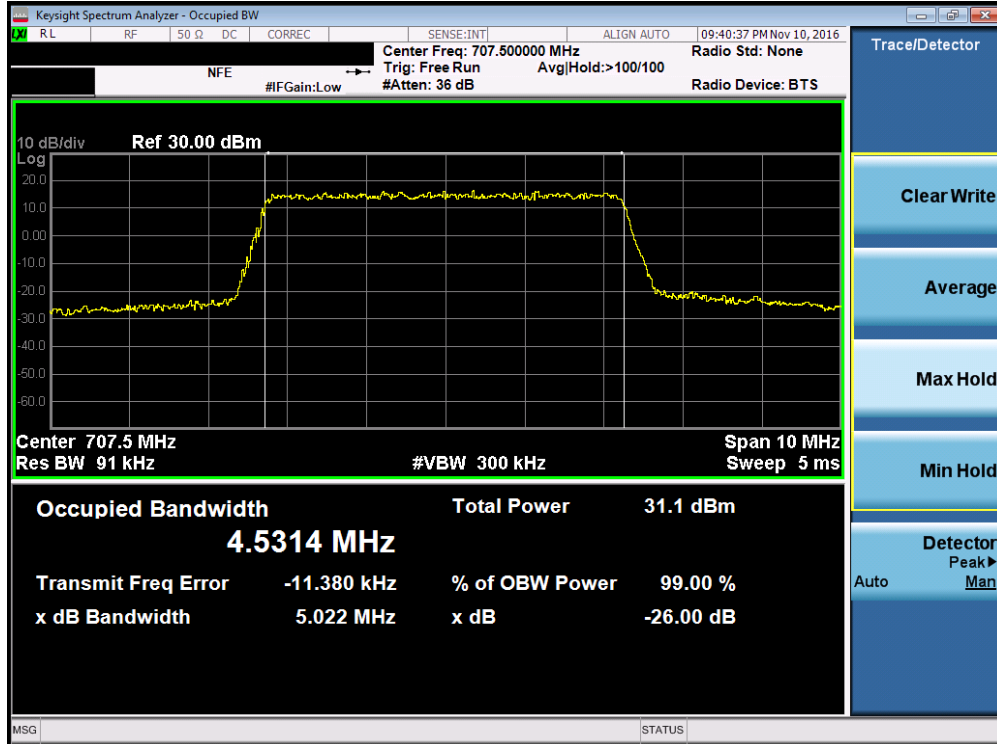 Keysight Spectrum Analyzer - Occupied BW
LXI RL RF 50 Ω DC CORREC SENSE:INT ALIGN AUTO 09:40:37 PM Nov 10, 2016
Center Freq: 707.500000 MHz Radio Std: None
NFE Trig: Free Run Avg|Hold:>100/100
#IFGain:Low #Atten: 36 dB Radio Device: BTS
10 dB/div Ref 30.00 dBm
Log
20.0
10.0
0.00
-10.0
-20.0
-30.0
-40.0
-50.0
-60.0
Center 707.5 MHz Span 10 MHz
Res BW 91 kHz #VBW 300 kHz Sweep 5 ms
Occupied Bandwidth Total Power 31.1 dBm
4.5314 MHz
Transmit Freq Error -11.380 kHz % of OBW Power 99.00 %
x dB Bandwidth 5.022 MHz x dB -26.00 dB
MSG STATUS
Trace/Detector
Clear Write
Average
Max Hold
Min Hold
Detector
Peak▶
Auto Man